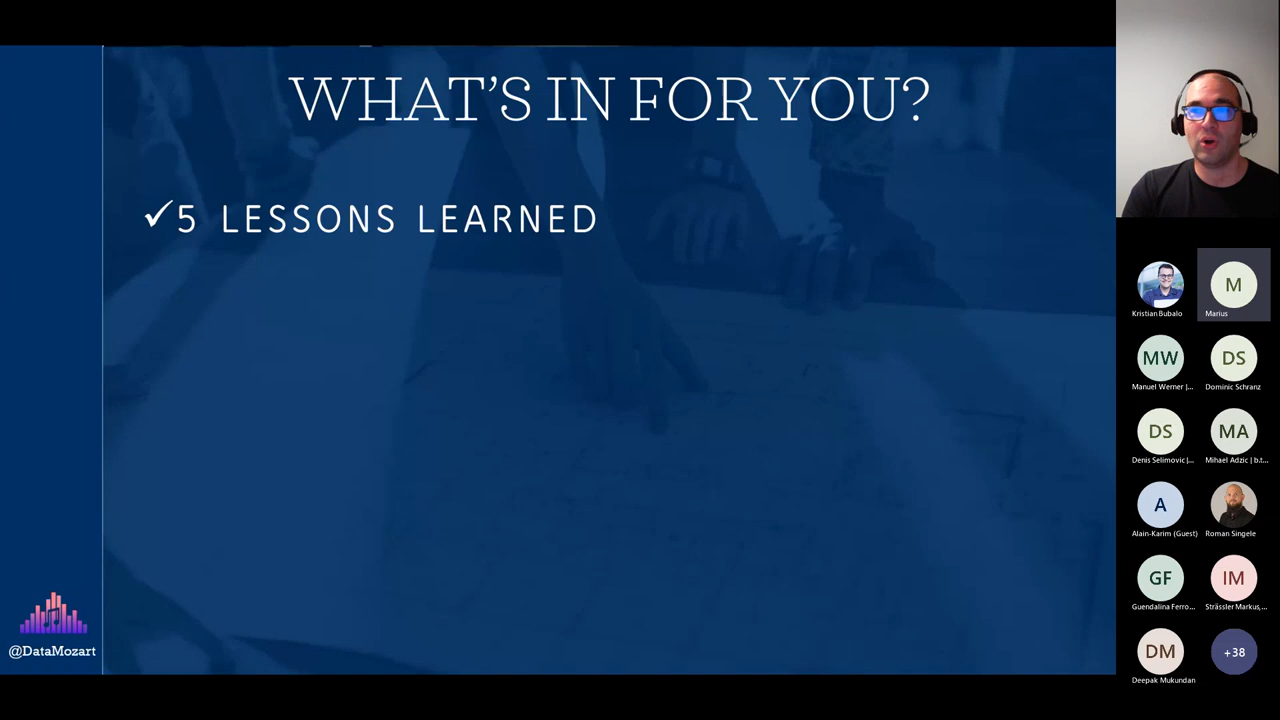 WHAT’S IN FOR YOU?
✓5 LESSONS LEARNED
@DataMozart
Kristian Bubalo
M
Marius
MW
Manuel Werner |...
DS
Dominic Schranz
DS
Denis Selimovic |...
MA
Mihael Adzic | b.t...
A
Alain-Karim (Guest)
Roman Singele
GF
Guendalina Ferro...
IM
Strässler Markus,...
DM
Deepak Mukundan
+38